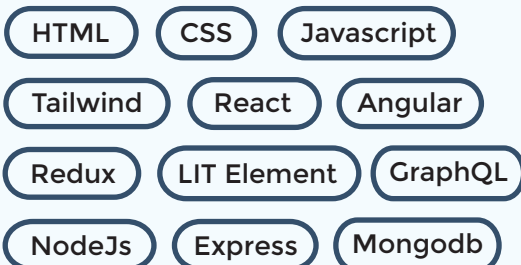 HTML CSS Javascript
Tailwind React Angular
Redux LIT Element GraphQL
NodeJs Express Mongodb